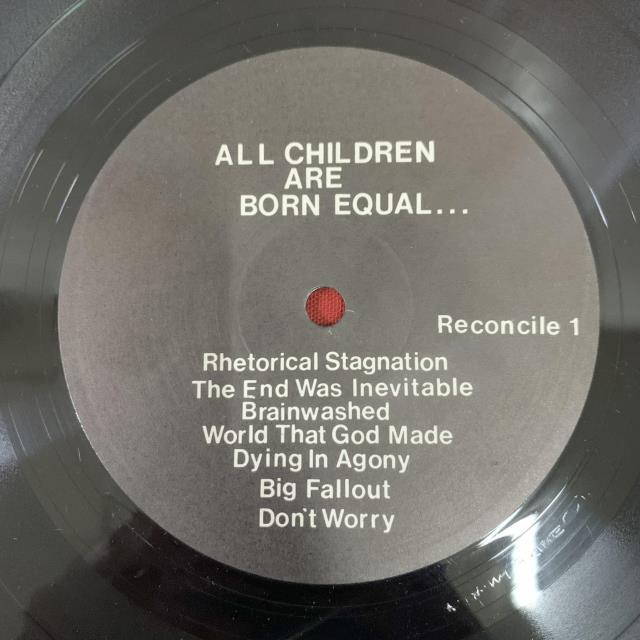 ALL CHILDREN
ARE
BORN EQUAL...
Reconcile 1
Rhetorical Stagnation
The End Was Inevitable
Brainwashed
World That God Made
Dying In Agony
Big Fallout
Don't Worry